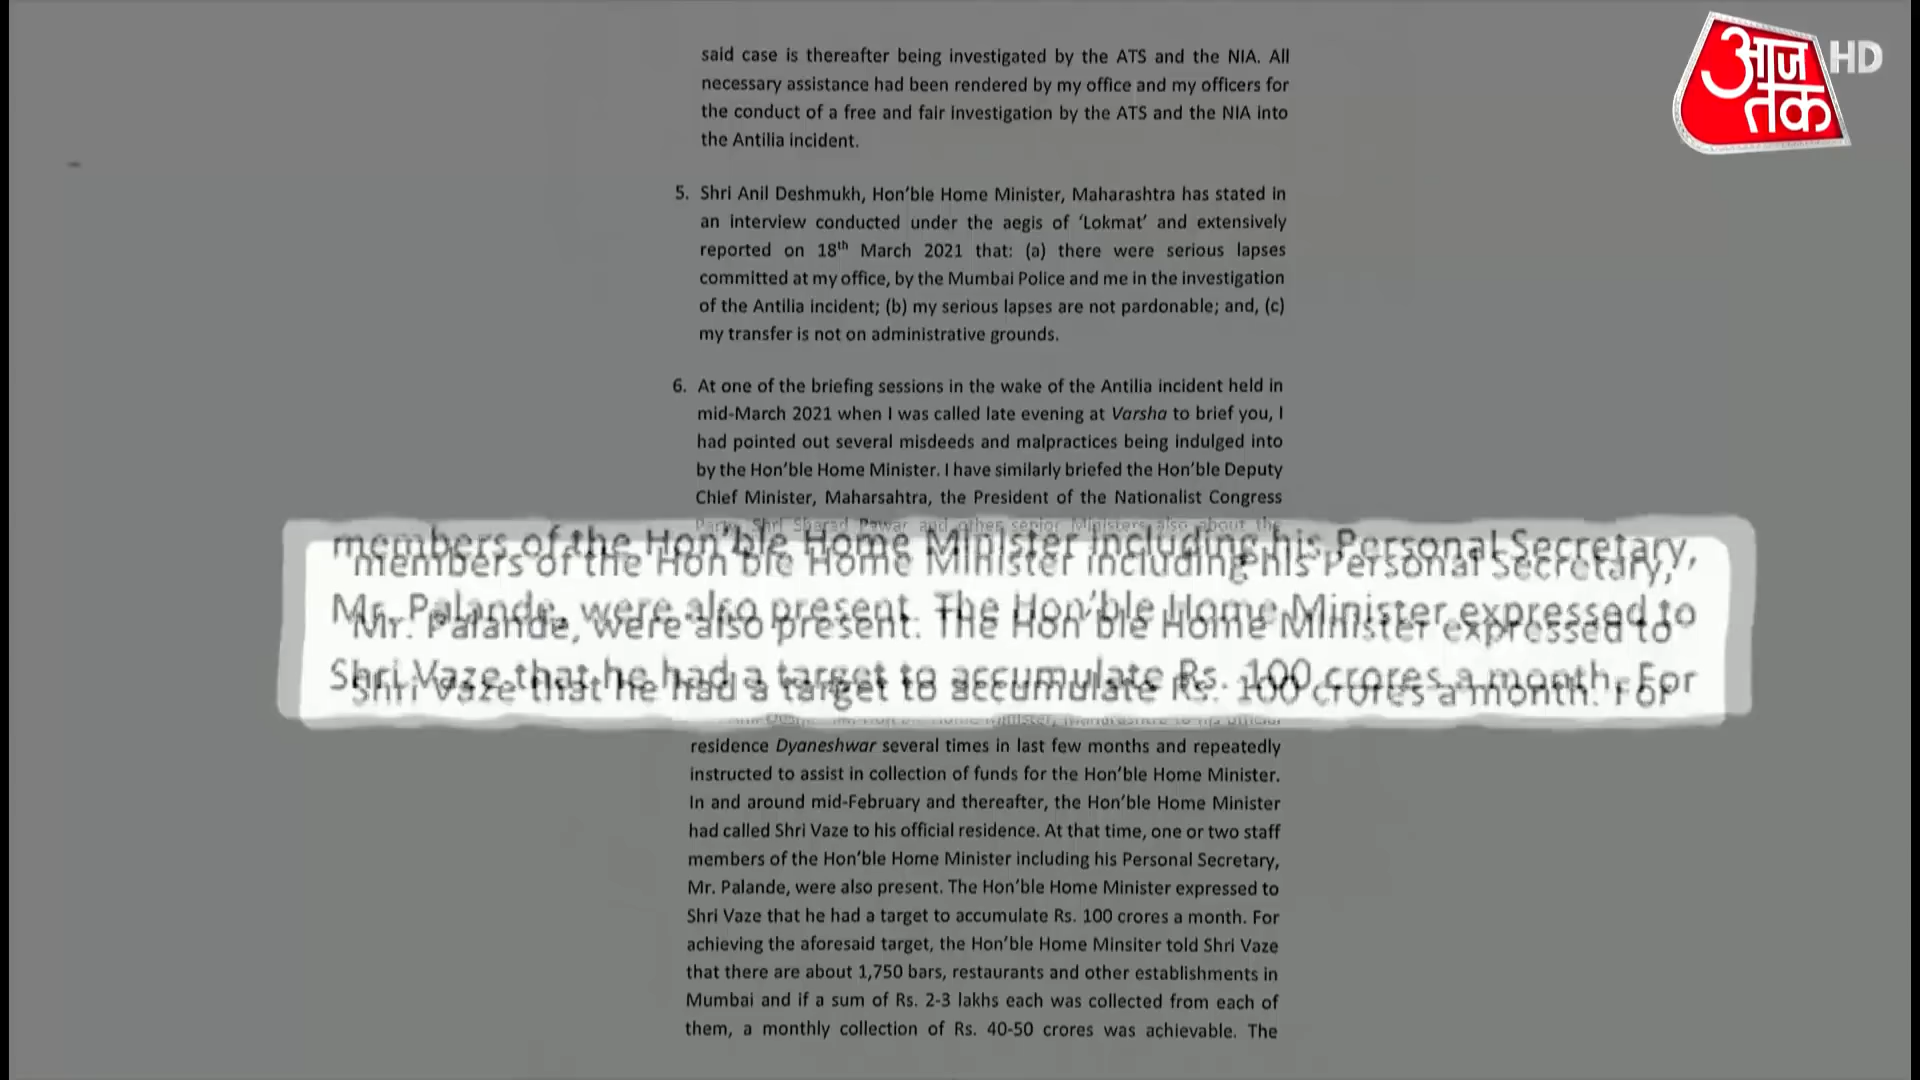 said case is thereafter being investigated by the ATS and the NIA. All
necessary assistance had been rendered by my office and my officers for
the conduct of a free and fair investigation by the ATS and the NIA into
the Antilia incident.
आज
तक
HD
5. Shri Anil Deshmukh, Hon'ble Home Minister, Maharashtra has stated in
an interview conducted under the aegis of 'Lokmat' and extensively
reported on 18th March 2021 that: (a) there were serious lapses
committed at my office, by the Mumbai Police and me in the investigation
of the Antilia incident; (b) my serious lapses are not pardonable; and, (c)
my transfer is not on administrative grounds.
6. At one of the briefing sessions in the wake of the Antilia incident held in
mid-March 2021 when I was called late evening at Varsha to brief you, I
had pointed out several misdeeds and malpractices being indulged into
by the Hon'ble Home Minister. I have similarly briefed the Hon'ble Deputy
Chief Minister, Maharsahtra, the President of the Nationalist Congress
Party, Shri Sharad Pawar and other senior Ministers also about the
members of the Hon'ble Home Minister including his Personal Secretary,
Mr. Palande, were also present. The Hon'ble Home Minister expressed to
Shri Vaze that he had a target to accumulate Rs. 100 crores a month. For
residence Dyaneshwar several times in last few months and repeatedly
instructed to assist in collection of funds for the Hon'ble Home Minister.
In and around mid-February and thereafter, the Hon'ble Home Minister
had called Shri Vaze to his official residence. At that time, one or two staff
members of the Hon'ble Home Minister including his Personal Secretary,
Mr. Palande, were also present. The Hon'ble Home Minister expressed to
Shri Vaze that he had a target to accumulate Rs. 100 crores a month. For
achieving the aforesaid target, the Hon'ble Home Minsiter told Shri Vaze
that there are about 1,750 bars, restaurants and other establishments in
Mumbai and if a sum of Rs. 2-3 lakhs each was collected from each of
them, a monthly collection of Rs. 40-50 crores was achievable. The